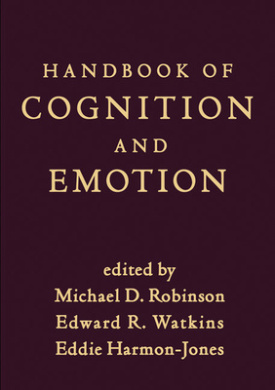 HANDBOOK OF
COGNITION
AND
EMOTION
edited by
Michael D. Robinson
Edward R. Watkins
Eddie Harmon-Jones